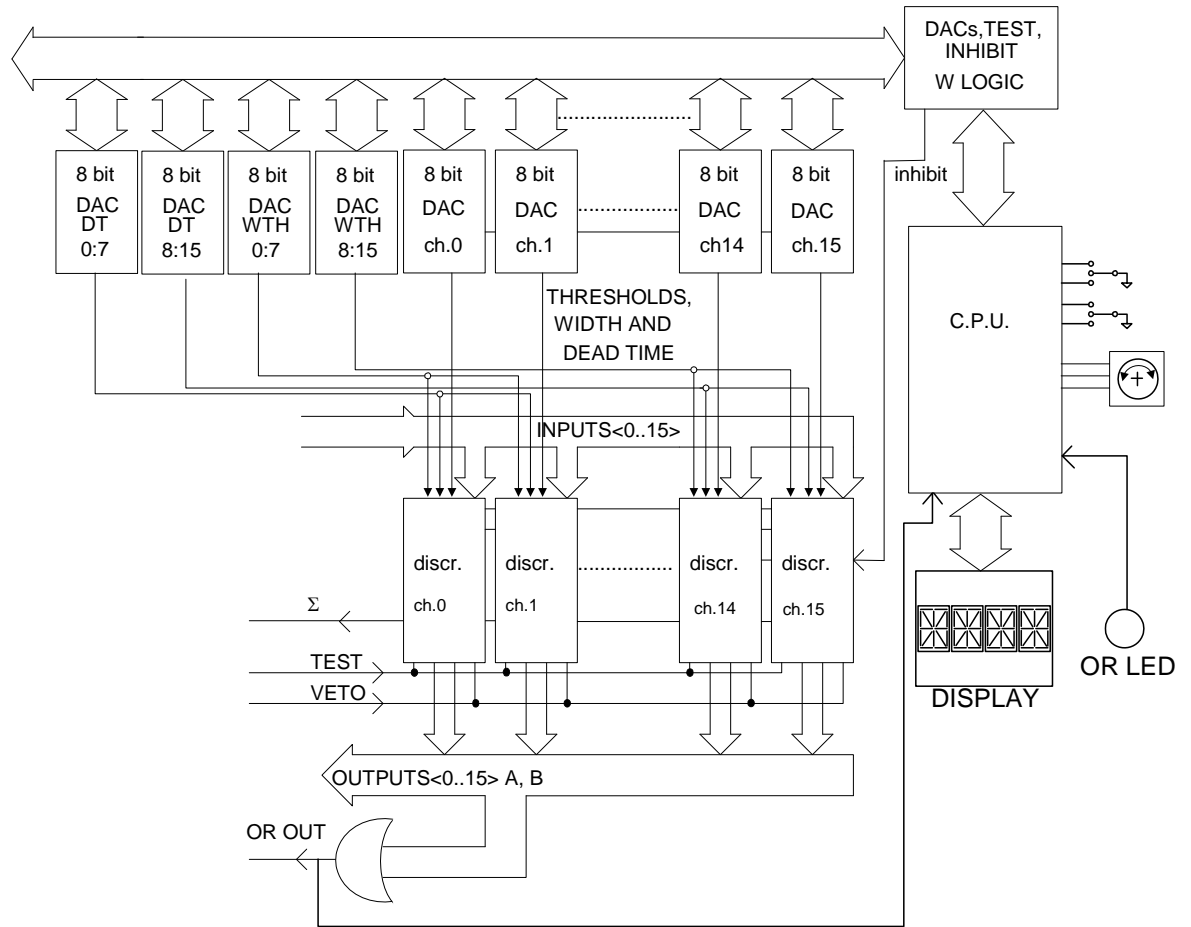 DACs,TEST,
INHIBIT
W LOGIC
8 bit
DAC
DT
0:7
8 bit
DAC
DT
8:15
8 bit
DAC
WTH
0:7
8 bit
DAC
WTH
8:15
8 bit
DAC
ch.0
8 bit
DAC
ch.1
8 bit
DAC
ch14
8 bit
DAC
ch.15
inhibit
C.P.U.
THRESHOLDS,
WIDTH AND
DEAD TIME
INPUTS<0..15>
discr.
ch.0
discr.
ch.1
discr.
ch.14
discr.
ch.15
Σ
TEST
VETO
DISPLAY
OR LED
OUTPUTS<0..15> A, B
OR OUT